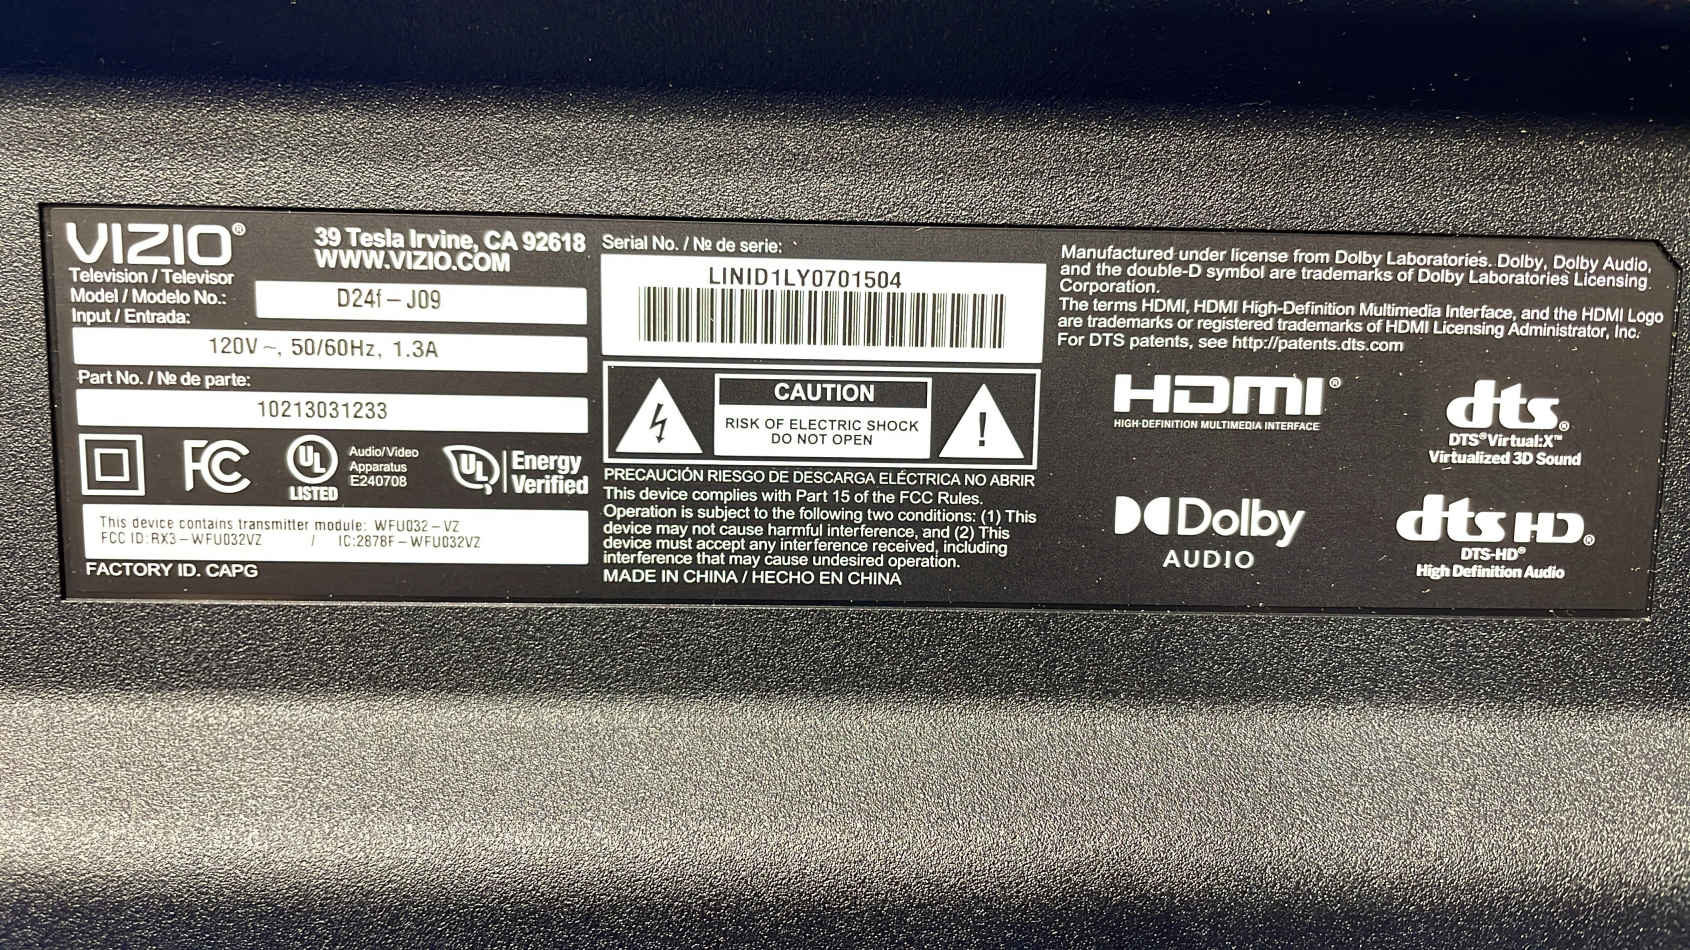 VIZIO®
39 Tesla Irvine, CA 92618
WWW.VIZIO.COM
Television / Televisor
Model / Modelo No.:
D24f-J09
Input / Entrada:
120V~, 50/60Hz, 1.3A
Part No. / № de parte:
10213031233
FC
UL
LISTED
Audio/Video
Apparatus
E240708
UL
Energy
Verified
This device contains transmitter module: WFU032-VZ
FCC ID:RX3-WFU032VZ / IC:2878F-WFU032VZ
FACTORY ID. CAPG
Serial No. / № de serie:
LINID1LY0701504
CAUTION
RISK OF ELECTRIC SHOCK
DO NOT OPEN
!
PRECAUCIÓN RIESGO DE DESCARGA ELÉCTRICA NO ABRIR
This device complies with Part 15 of the FCC Rules.
Operation is subject to the following two conditions: (1) This
device may not cause harmful interference, and (2) This
device must accept any interference received, including
interference that may cause undesired operation.
MADE IN CHINA / HECHO EN CHINA
Manufactured under license from Dolby Laboratories. Dolby, Dolby Audio,
and the double-D symbol are trademarks of Dolby Laboratories Licensing
Corporation.
The terms HDMI, HDMI High-Definition Multimedia Interface, and the HDMI Logo
are trademarks or registered trademarks of HDMI Licensing Administrator, Inc.
For DTS patents, see http://patents.dts.com
HDMI®
HIGH-DEFINITION MULTIMEDIA INTERFACE
dts®
DTS®Virtual:X™
Virtualized 3D Sound
Dolby
AUDIO
dts HD®
DTS-HD®
High Definition Audio